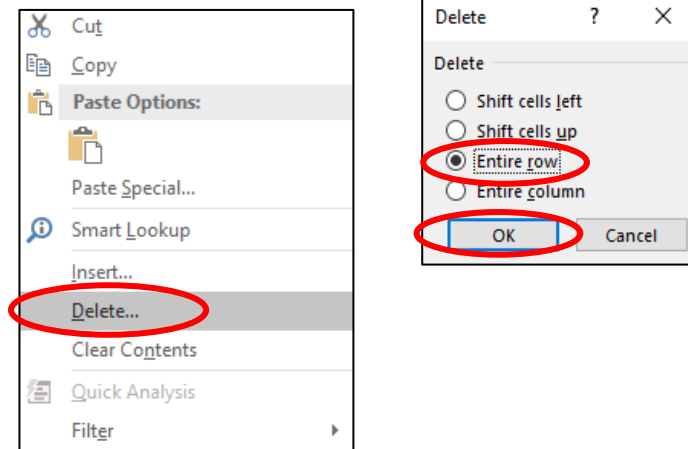 Cut
Copy
Paste Options:
Paste Special...
Smart Lookup
Insert...
Delete...
Clear Contents
Quick Analysis
Filter
Delete ?
Delete
Shift cells left
Shift cells up
Entire row
Entire column
OK Cancel